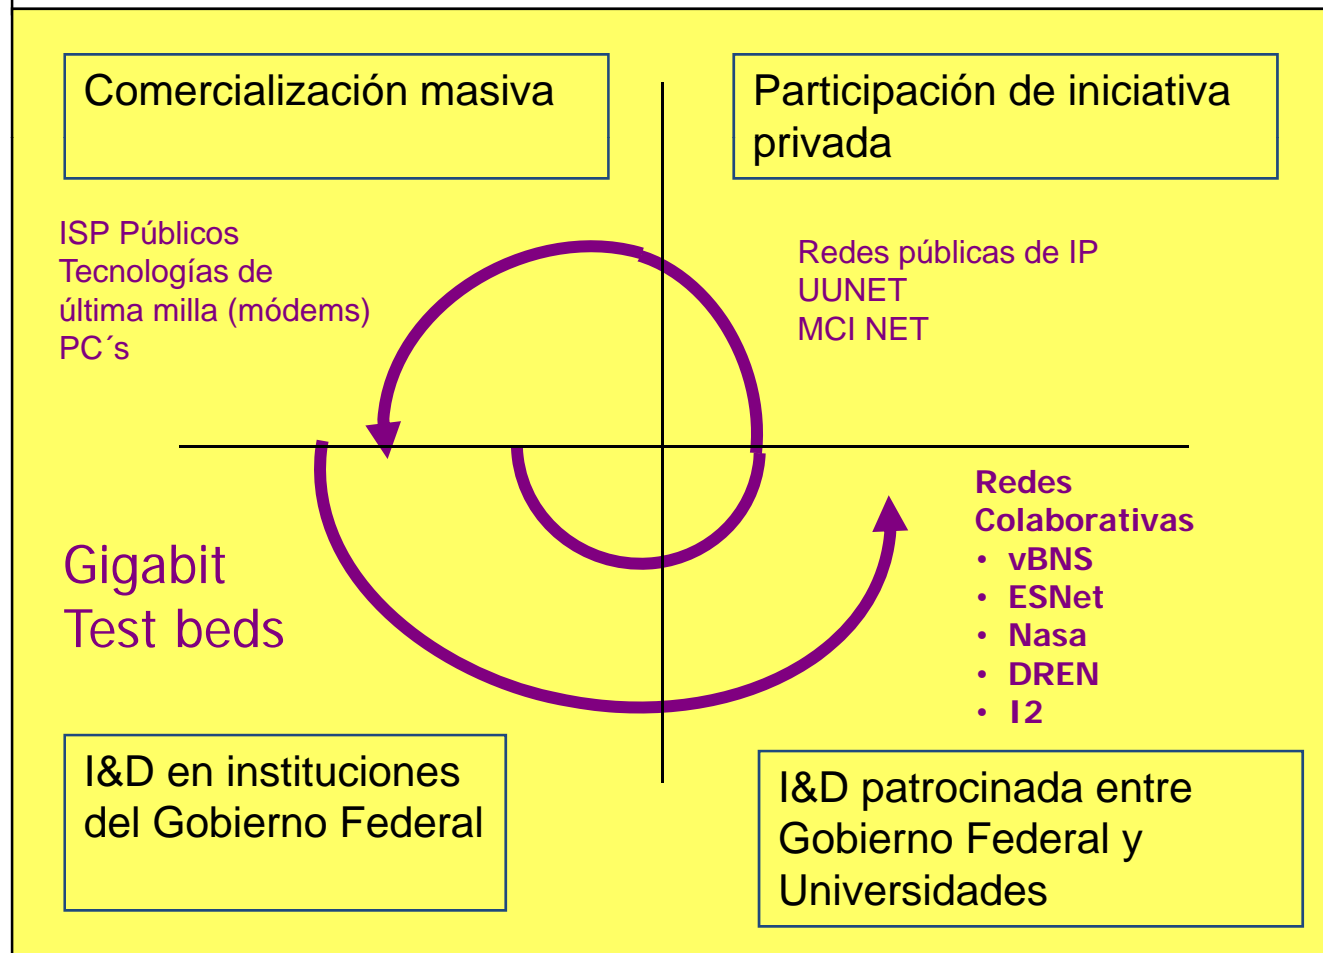 Comercialización masiva
Participación de iniciativa
privada
ISP Públicos
Tecnologías de
última milla (módems)
PC´s
Redes públicas de IP
UUNET
MCI NET
Gigabit
Test beds
Redes
Colaborativas
• vBNS
• ESNet
• Nasa
• DREN
• I2
I&D en instituciones
del Gobierno Federal
I&D patrocinada entre
Gobierno Federal y
Universidades